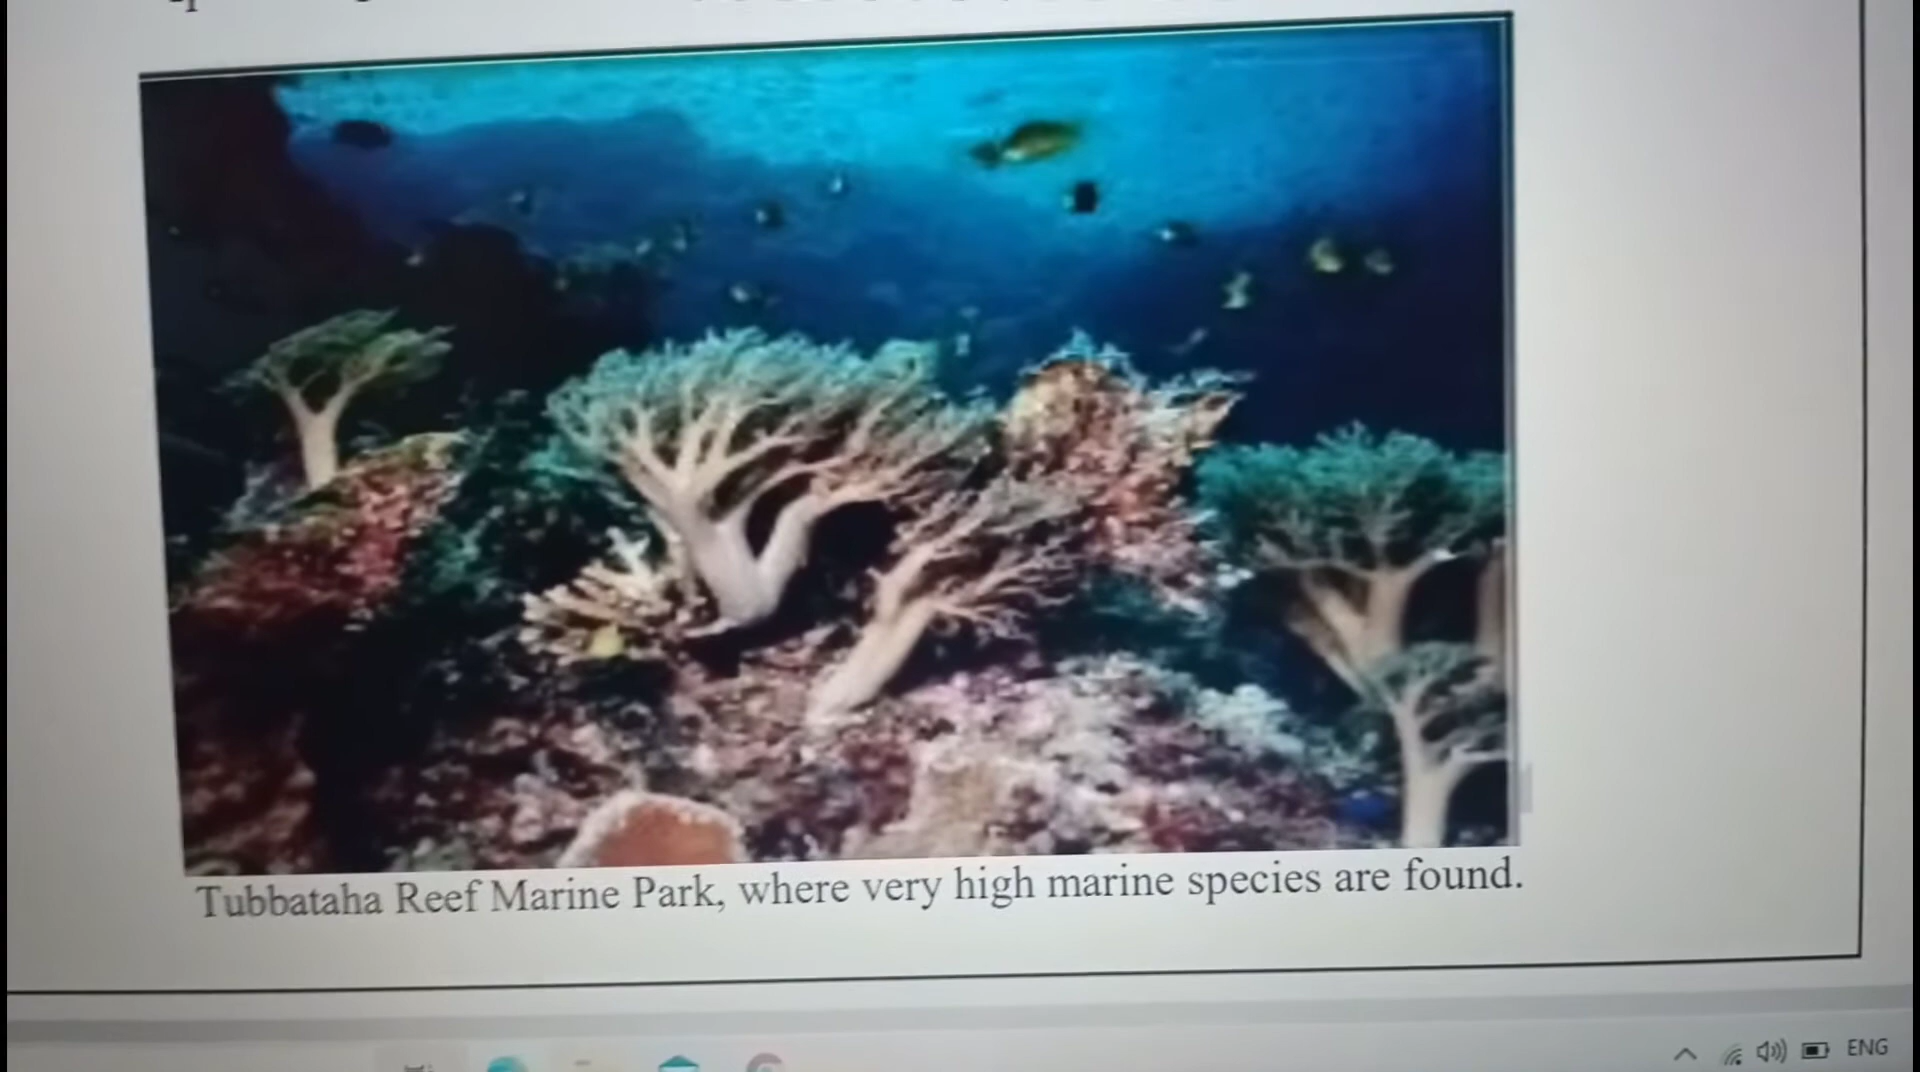 Tubbataha Reef Marine Park, where very high marine species are found.
ENG